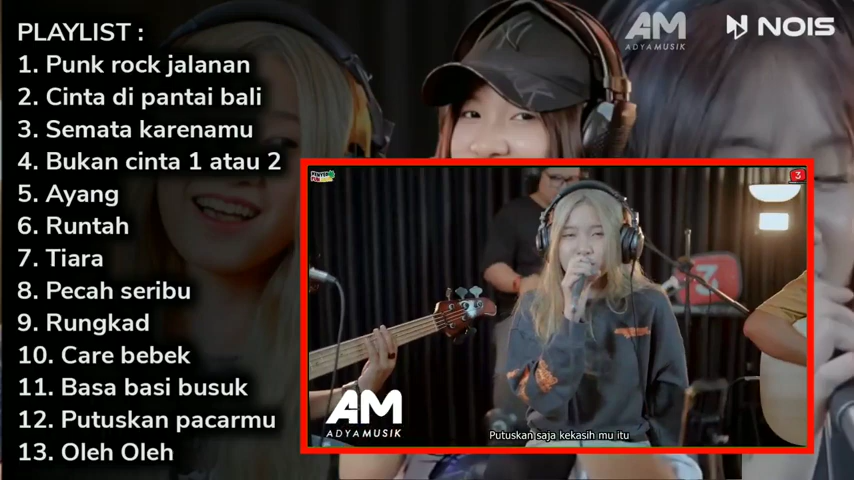 PLAYLIST :
1. Punk rock jalanan
2. Cinta di pantai bali
3. Semata karenamu
4. Bukan cinta 1 atau 2
5. Ayang
6. Runtah
7. Tiara
8. Pecah seribu
9. Rungkad
10. Care bebek
11. Basa basi busuk
12. Putuskan pacarmu
13. Oleh Oleh
AM
ADYAMUSIK
NOIS
3
3
AM
ADYAMUSIK
Putuskan saja kekasih mu itu